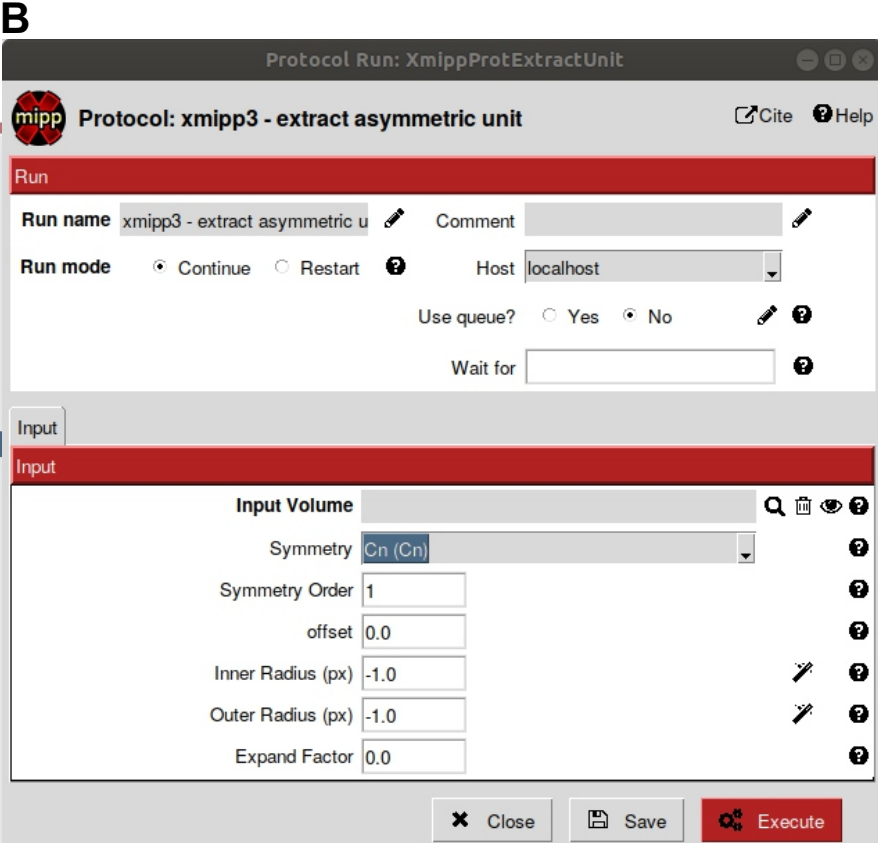 B
Protocol Run: XmippProtExtractUnit
mipp Protocol: xmipp3 - extract asymmetric unit Cite Help
Run
Run name xmipp3 - extract asymmetric u Comment
Run mode Continue Restart Host localhost
Use queue? Yes No
Wait for
Input
Input
Input Volume
Symmetry Cn (Cn)
Symmetry Order 1
offset 0.0
Inner Radius (px) -1.0
Outer Radius (px) -1.0
Expand Factor 0.0
Close Save Execute